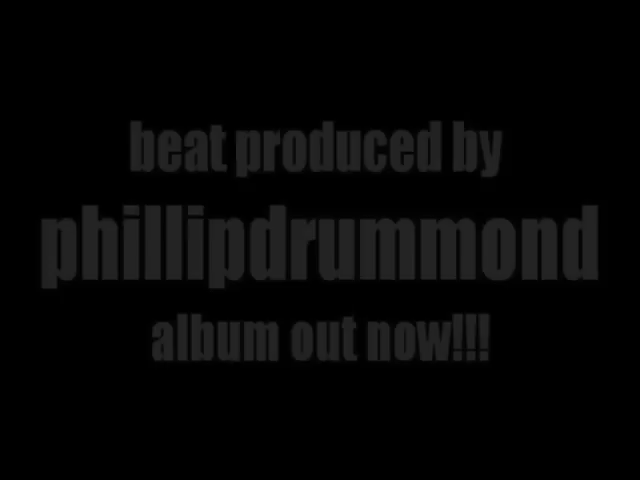 beat produced by
phillipdrummond
album out now!!!